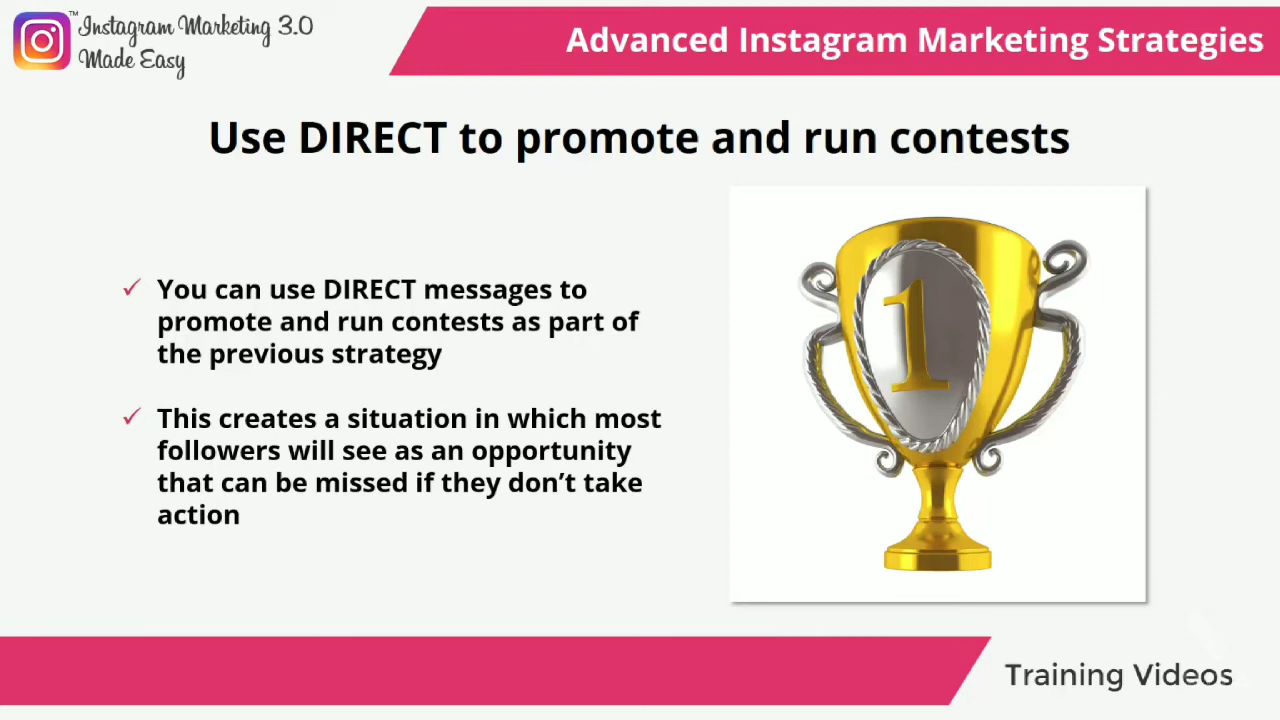 ™
Instagram Marketing 3.0
Made Easy
Advanced Instagram Marketing Strategies
Use DIRECT to promote and run contests
✓ You can use DIRECT messages to
promote and run contests as part of
the previous strategy
✓ This creates a situation in which most
followers will see as an opportunity
that can be missed if they don’t take
action
1
Training Videos